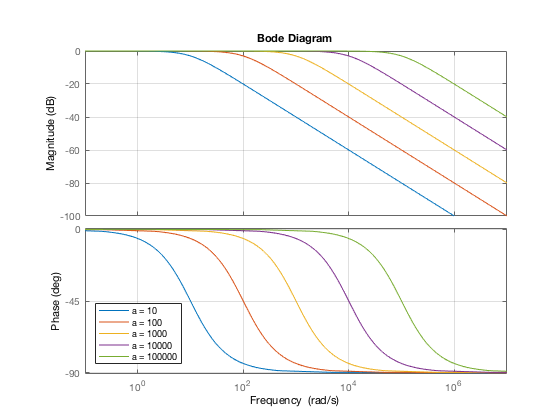 Bode Diagram
Magnitude (dB)
0
-20
-40
-60
-80
-100
Phase (deg)
0
-45
-90
a = 10
a = 100
a = 1000
a = 10000
a = 100000
10^0 10^2 10^4 10^6
Frequency (rad/s)